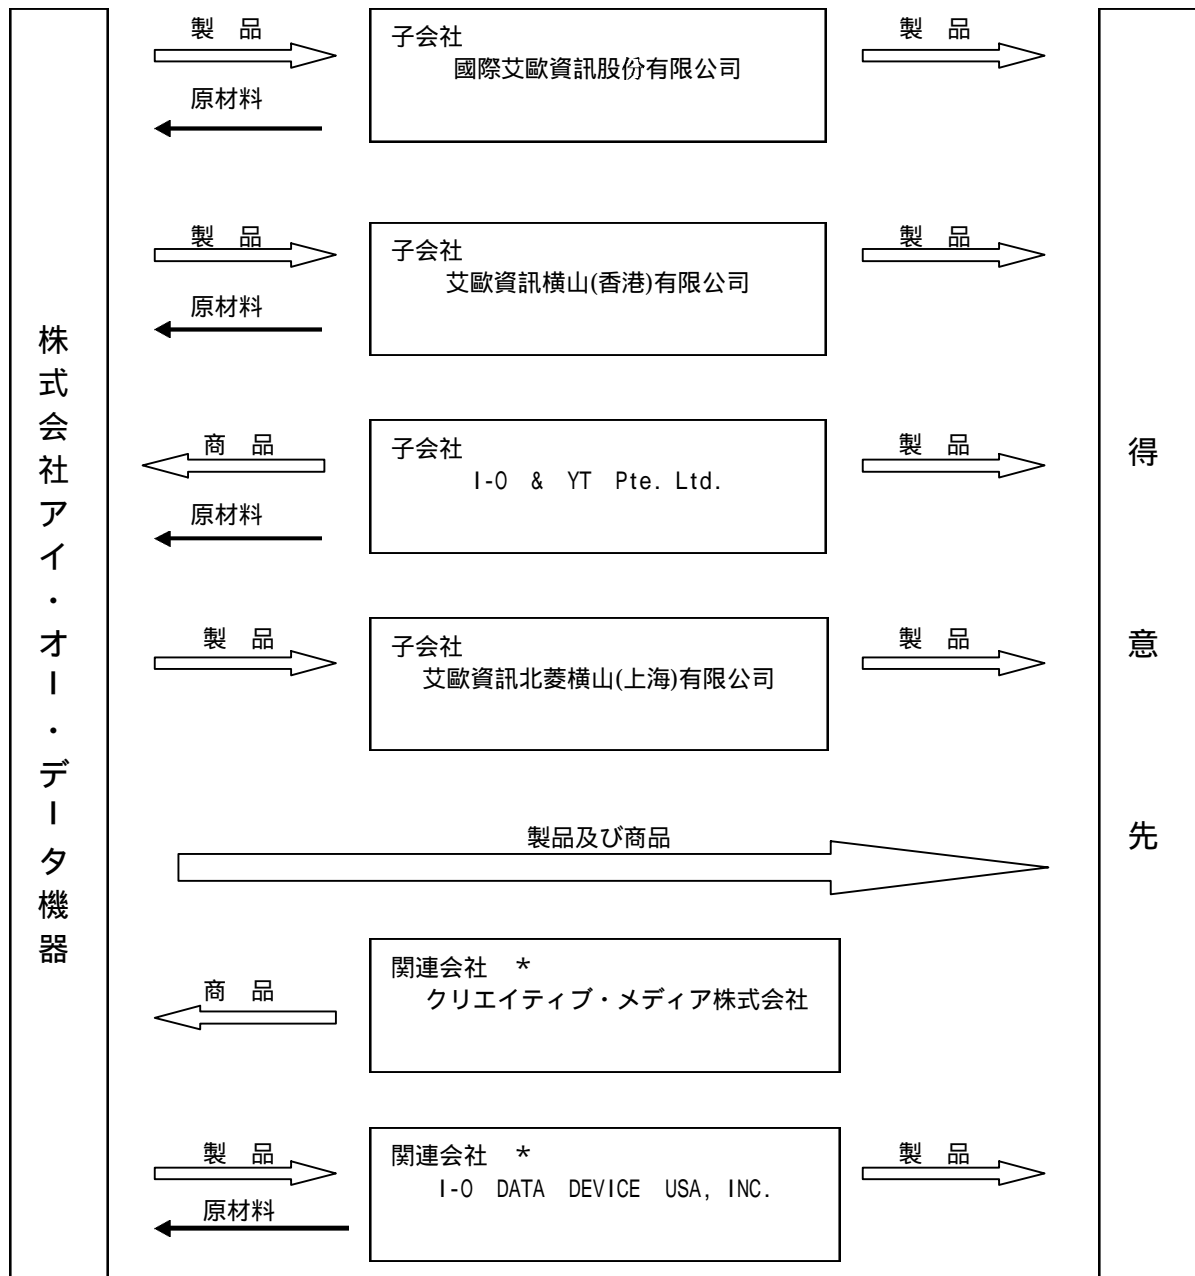 株式会社アイ・オー・データ機器
製 品
原材料
子会社
國際艾歐資訊股份有限公司
製 品
製 品
原材料
子会社
艾歐資訊横山(香港)有限公司
製 品
商 品
原材料
子会社
I-O & YT Pte. Ltd.
製 品
製 品
子会社
艾歐資訊北菱横山(上海)有限公司
製 品
製品及び商品
商 品
関連会社 *
クリエイティブ・メディア株式会社
製 品
原材料
関連会社 *
I-O DATA DEVICE USA, INC.
製 品
得意先